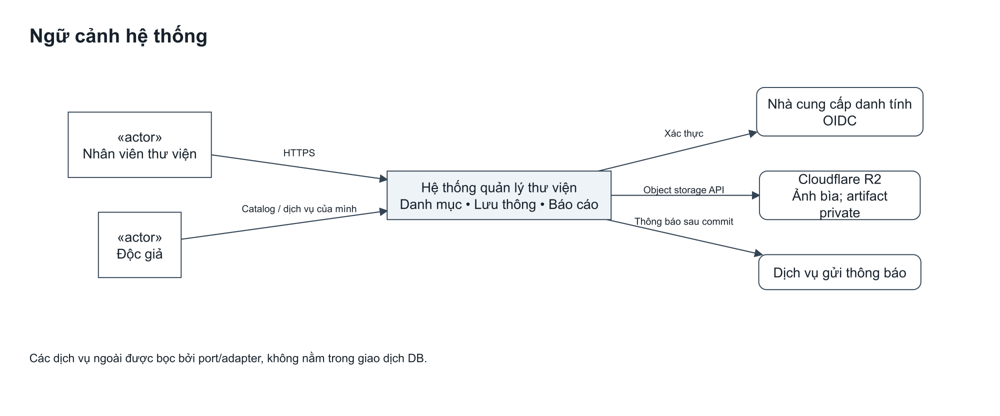 Ngữ cảnh hệ thống
«actor»
Nhân viên thư viện
HTTPS
«actor»
Độc giả
Catalog / dịch vụ của mình
Hệ thống quản lý thư viện
Danh mục • Lưu thông • Báo cáo
Xác thực
Nhà cung cấp danh tính
OIDC
Object storage API
Cloudflare R2
Ảnh bìa; artifact
private
Thông báo sau commit
Dịch vụ gửi thông báo
Các dịch vụ ngoài được bọc bởi port/adapter, không nằm trong giao dịch DB.